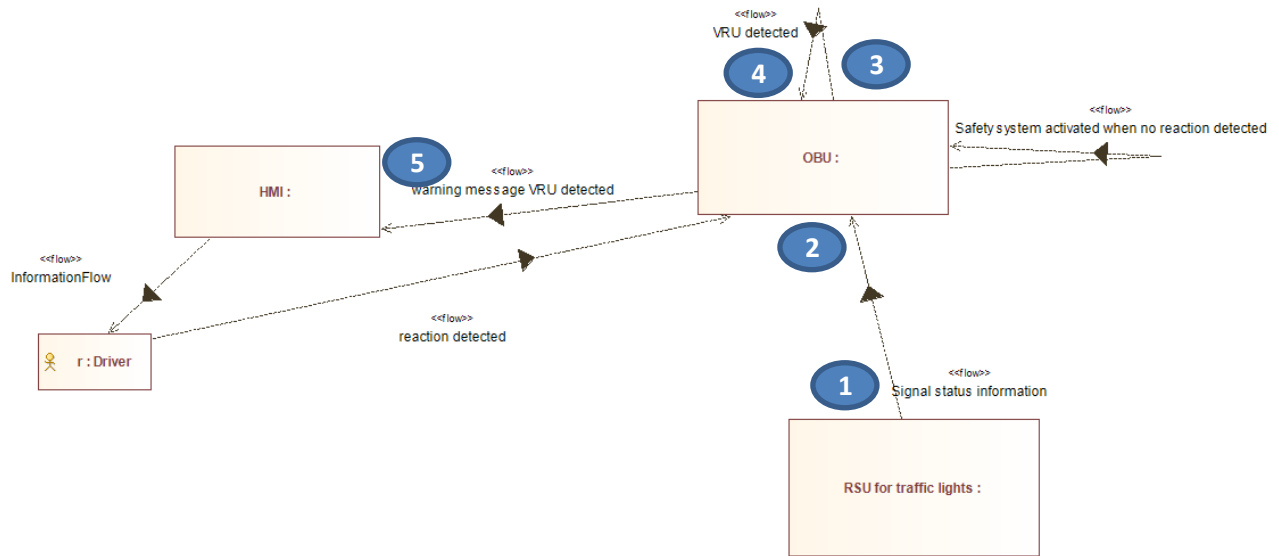 <<flow>>
VRU detected
4
3
<<flow>>
Safety system activated when no reaction detected
OBU :
5
HMI :
<<flow>>
warning message VRU detected
2
<<flow>>
InformationFlow
<<flow>>
reaction detected
r : Driver
1
<<flow>>
Signal status information
RSU for traffic lights :